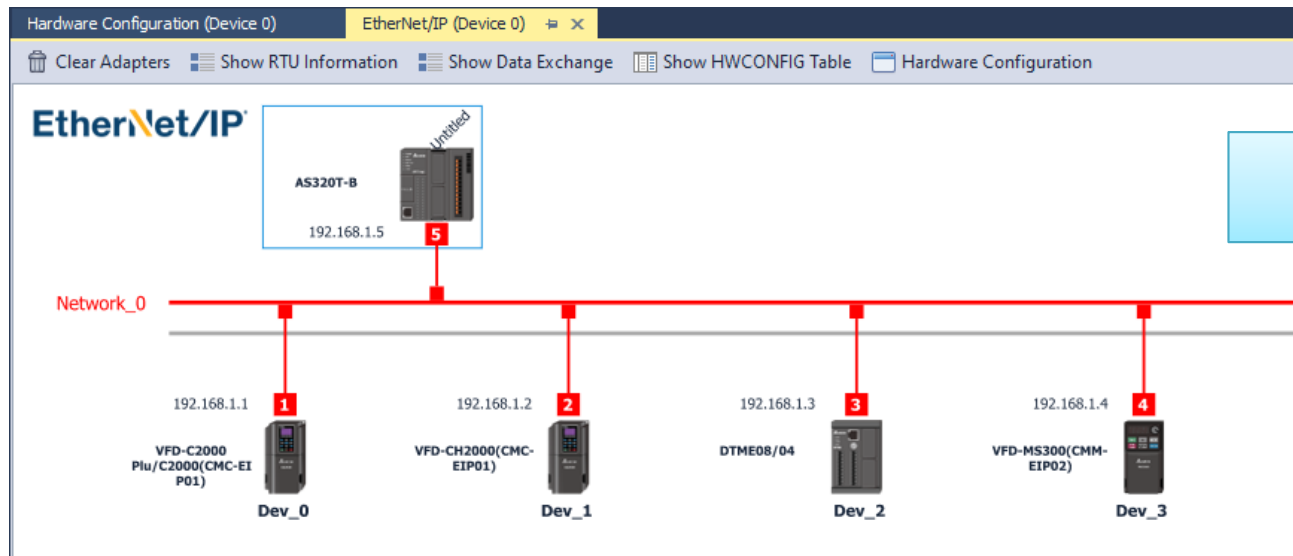 Hardware Configuration (Device 0)
EtherNet/IP (Device 0)
Clear Adapters
Show RTU Information
Show Data Exchange
Show HWCONFIG Table
Hardware Configuration
EtherNet/IP
Untitled
AS320T-B
192.168.1.5
5
Network_0
192.168.1.1
1
192.168.1.2
2
192.168.1.3
3
192.168.1.4
4
VFD-C2000
Plu/C2000(CMC-EI
P01)
VFD-CH2000(CMC-
EIP01)
DTME08/04
VFD-MS300(CMM-
EIP02)
Dev_0
Dev_1
Dev_2
Dev_3